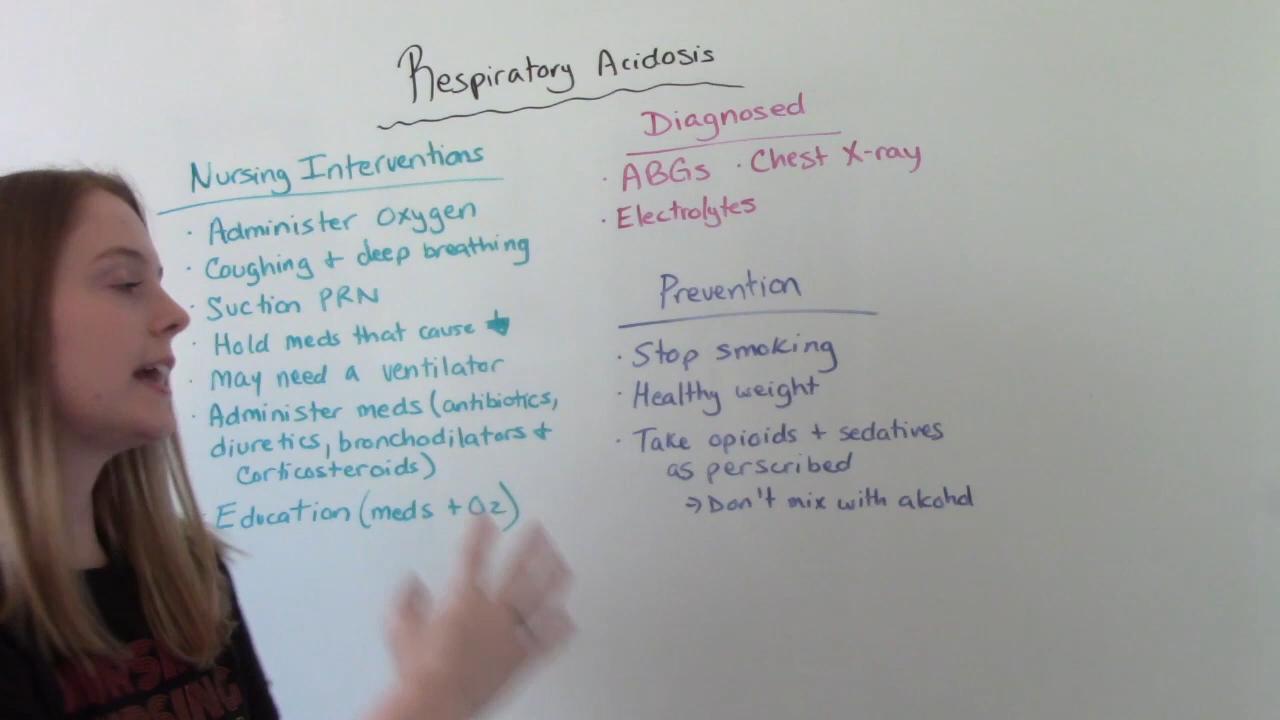 Respiratory Acidosis
Nursing Interventions
· Administer Oxygen
· Coughing + deep breathing
· Suction PRN
· Hold meds that cause ↓
· May need a ventilator
· Administer meds (antibiotics,
diuretics, bronchodilators +
corticosteroids)
· Education (meds + O2)
Diagnosed
· ABGs · Chest X-ray
· Electrolytes
Prevention
· Stop smoking
· Healthy weight
· Take opioids + sedatives
as perscribed
→ Don't mix with alcohol